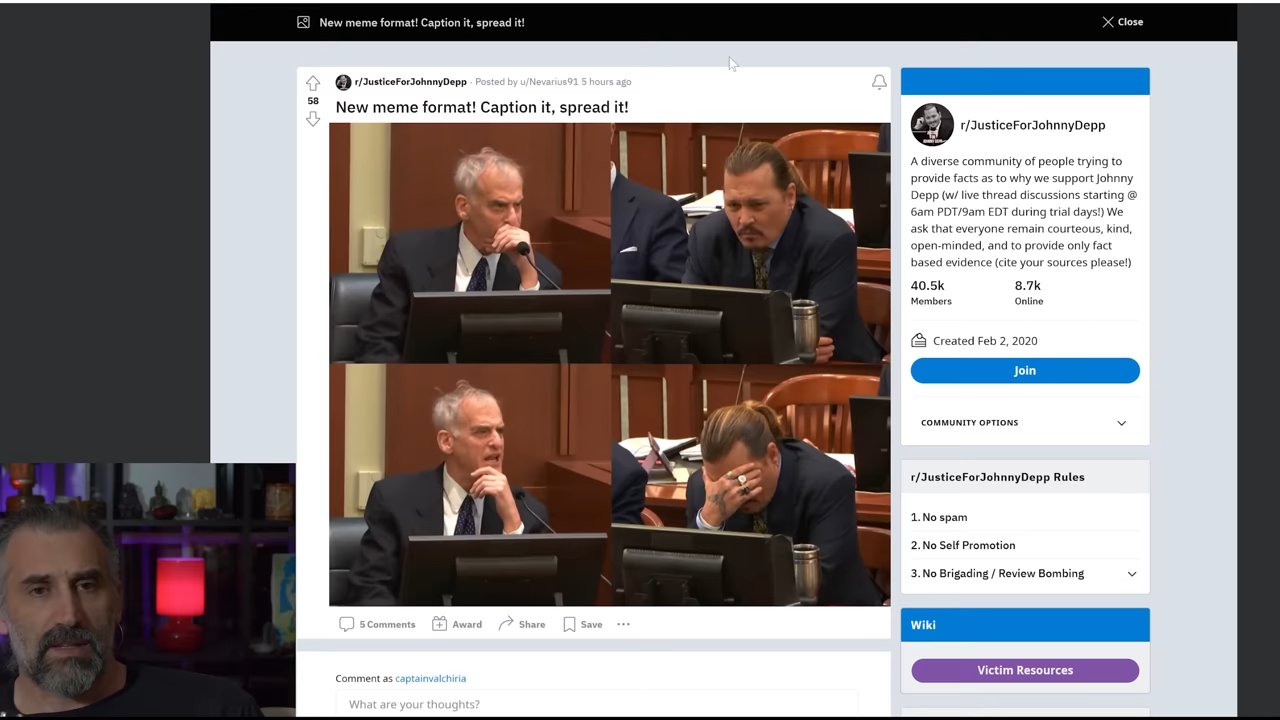 New meme format! Caption it, spread it!
Close
r/JusticeForJohnnyDepp · Posted by u/Nevarius91 5 hours ago
58
New meme format! Caption it, spread it!
5 Comments
Award
Share
Save
Comment as captainvalchiria
What are your thoughts?
r/JusticeForJohnnyDepp
A diverse community of people trying to
provide facts as to why we support Johnny
Depp (w/ live thread discussions starting @
6am PDT/9am EDT during trial days!) We
ask that everyone remain courteous, kind,
open-minded, and to provide only fact
based evidence (cite your sources please!)
40.5k 8.7k
Members Online
Created Feb 2, 2020
Join
COMMUNITY OPTIONS
r/JusticeForJohnnyDepp Rules
1. No spam
2. No Self Promotion
3. No Brigading / Review Bombing
Wiki
Victim Resources